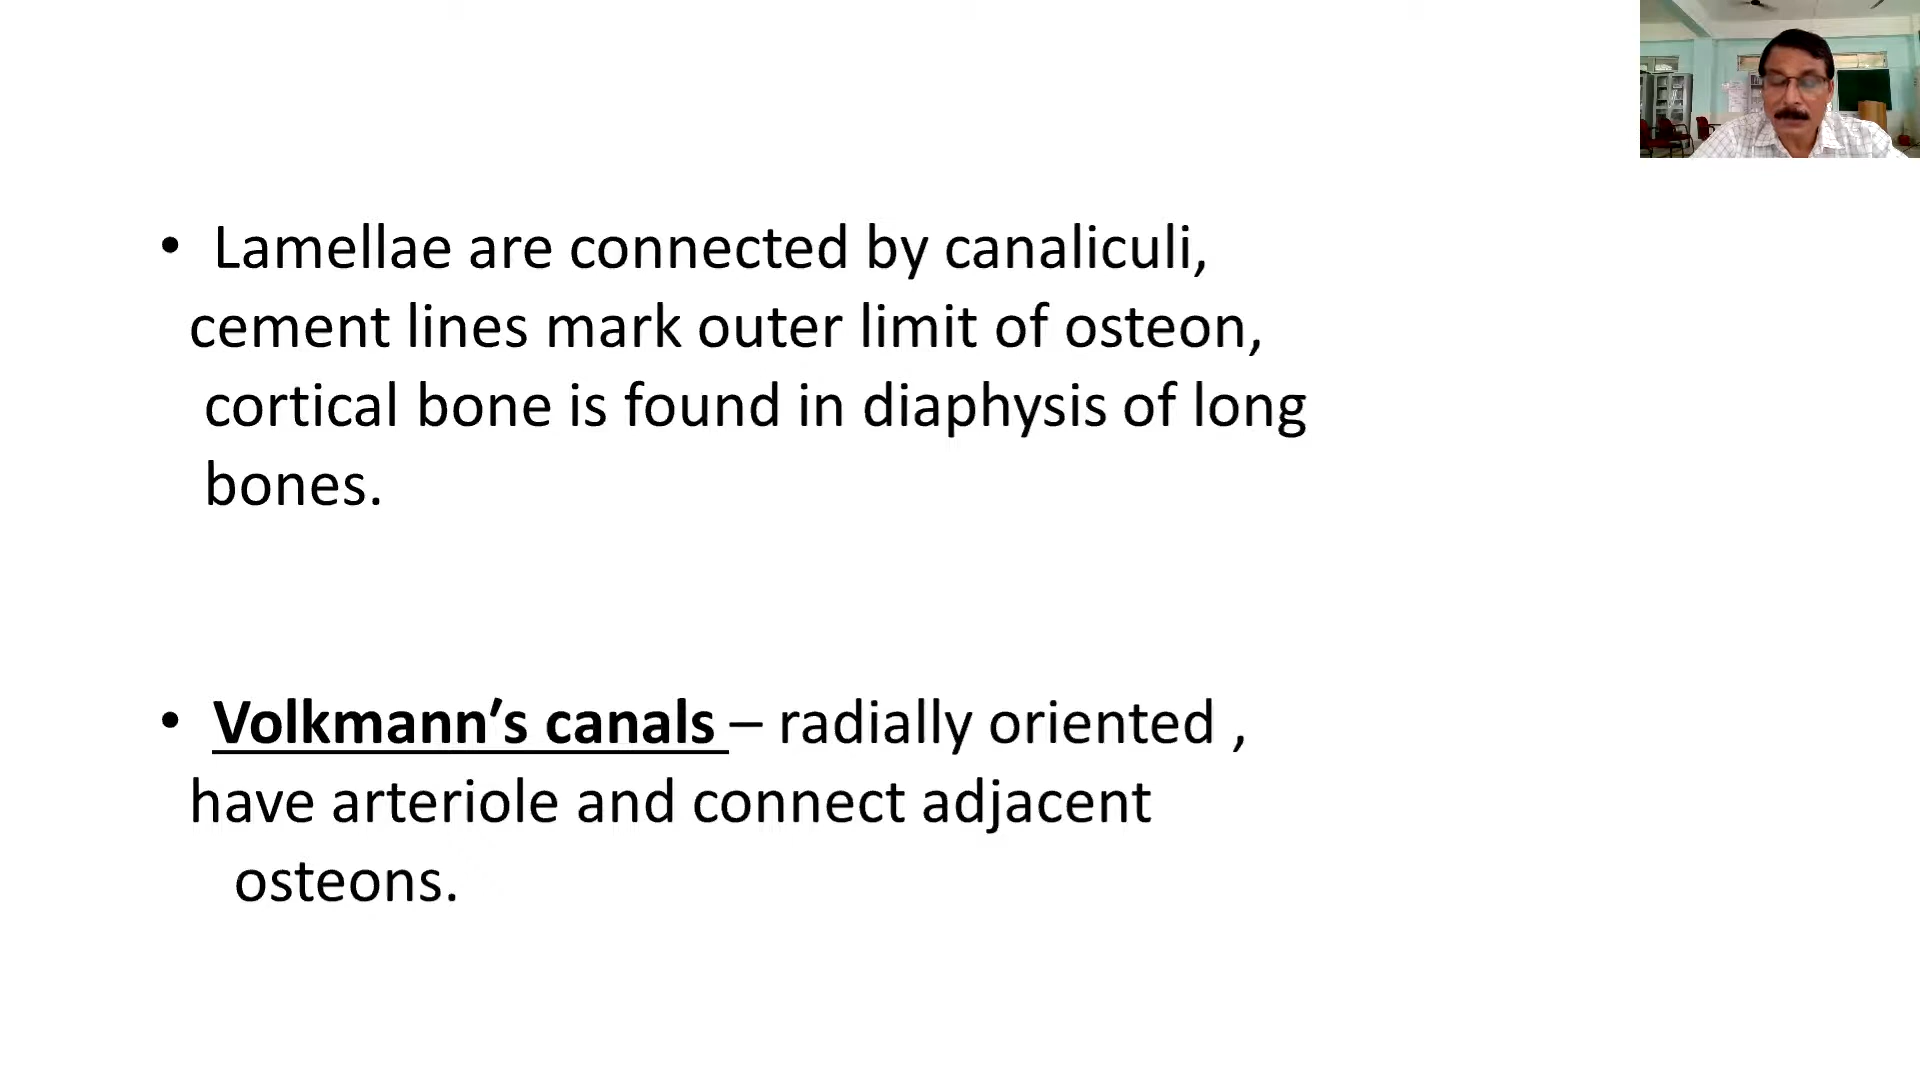 • Lamellae are connected by canaliculi,
cement lines mark outer limit of osteon,
cortical bone is found in diaphysis of long
bones.
• Volkmann’s canals – radially oriented ,
have arteriole and connect adjacent
osteons.